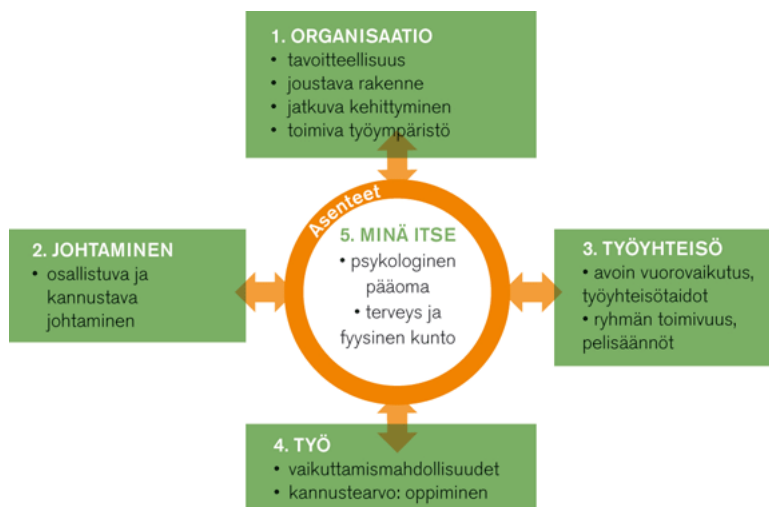 1. ORGANISAATIO
• tavoitteellisuus
• joustava rakenne
• jatkuva kehittyminen
• toimiva työympäristö
Asenteet
2. JOHTAMINEN
• osallistuva ja
kannustava
johtaminen
5. MINÄ ITSE
• psykologinen
pääoma
• terveys ja
fyysinen kunto
3. TYÖYHTEISÖ
• avoin vuorovaikutus,
työyhteisötaidot
• ryhmän toimivuus,
pelisäännöt
4. TYÖ
• vaikuttamismahdollisuudet
• kannustearvo: oppiminen